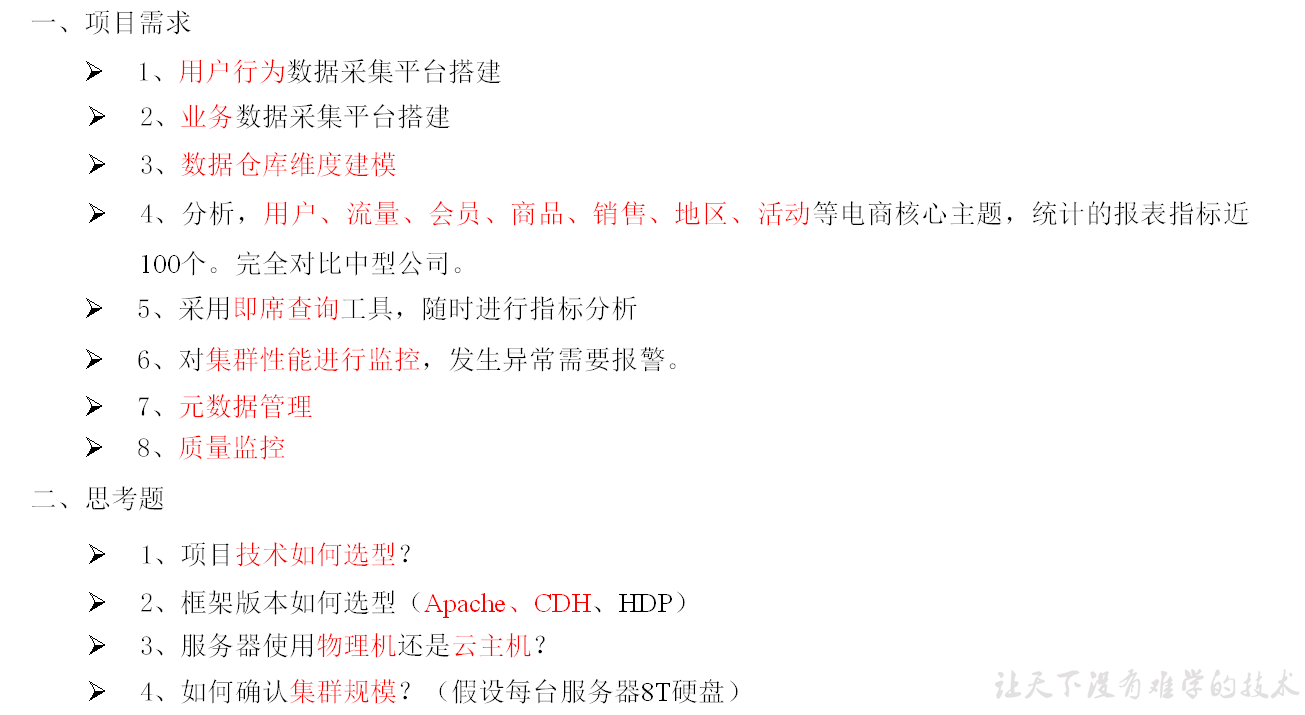 一、项目需求
1、用户行为数据采集平台搭建
2、业务数据采集平台搭建
3、数据仓库维度建模
4、分析，用户、流量、会员、商品、销售、地区、活动等电商核心主题，统计的报表指标近
100个。完全对比中型公司。
5、采用即席查询工具，随时进行指标分析
6、对集群性能进行监控，发生异常需要报警。
7、元数据管理
8、质量监控
二、思考题
1、项目技术如何选型？
2、框架版本如何选型（Apache、CDH、HDP）
3、服务器使用物理机还是云主机？
4、如何确认集群规模？（假设每台服务器8T硬盘）
让天下没有难学的技术